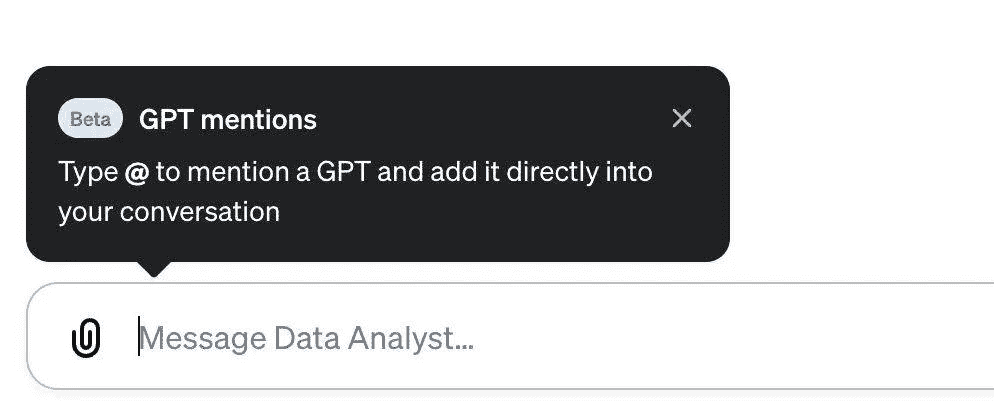 Beta GPT mentions
Type @ to mention a GPT and add it directly into
your conversation
Message Data Analyst...